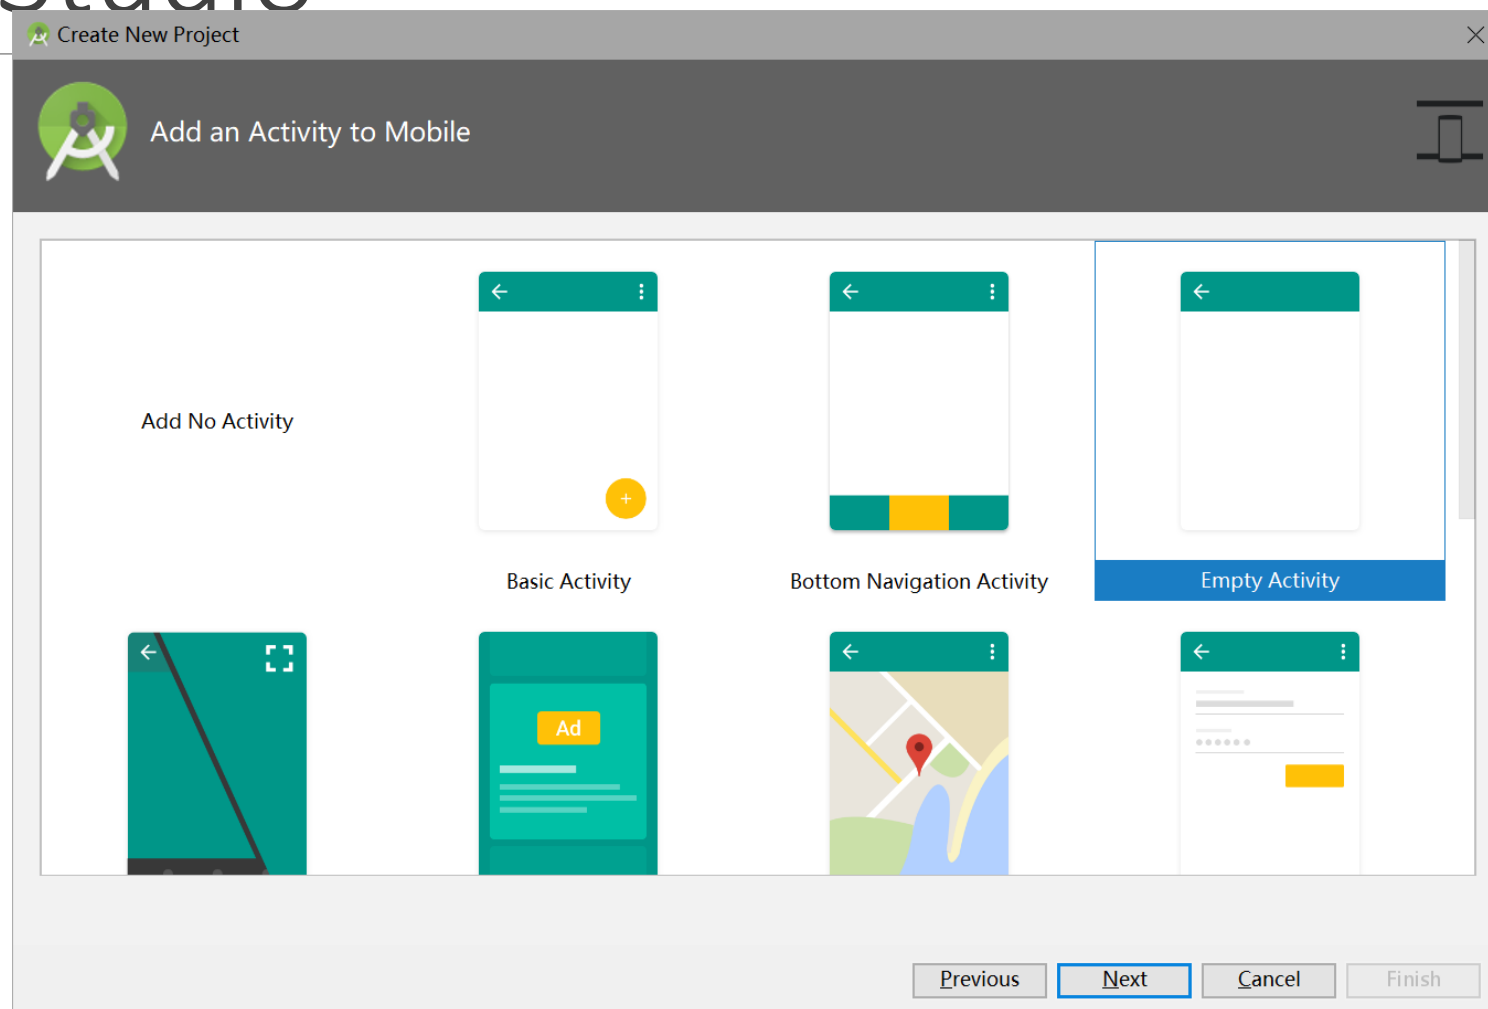 Studio
Create New Project
Add an Activity to Mobile
Add No Activity
Basic Activity
Bottom Navigation Activity
Empty Activity
Ad
Previous
Next
Cancel
Finish